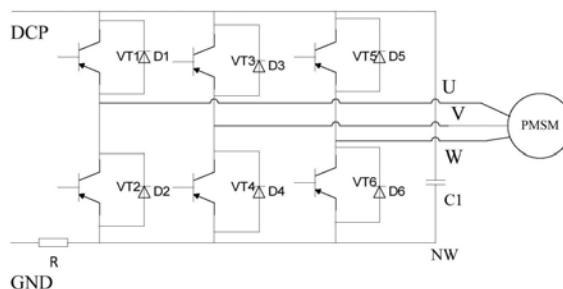 DCP
VT1 D1
VT3 D3
VT5 D5
U
V
PMSM
W
VT2 D2
VT4 D4
VT6 D6
C1
R
NW
GND